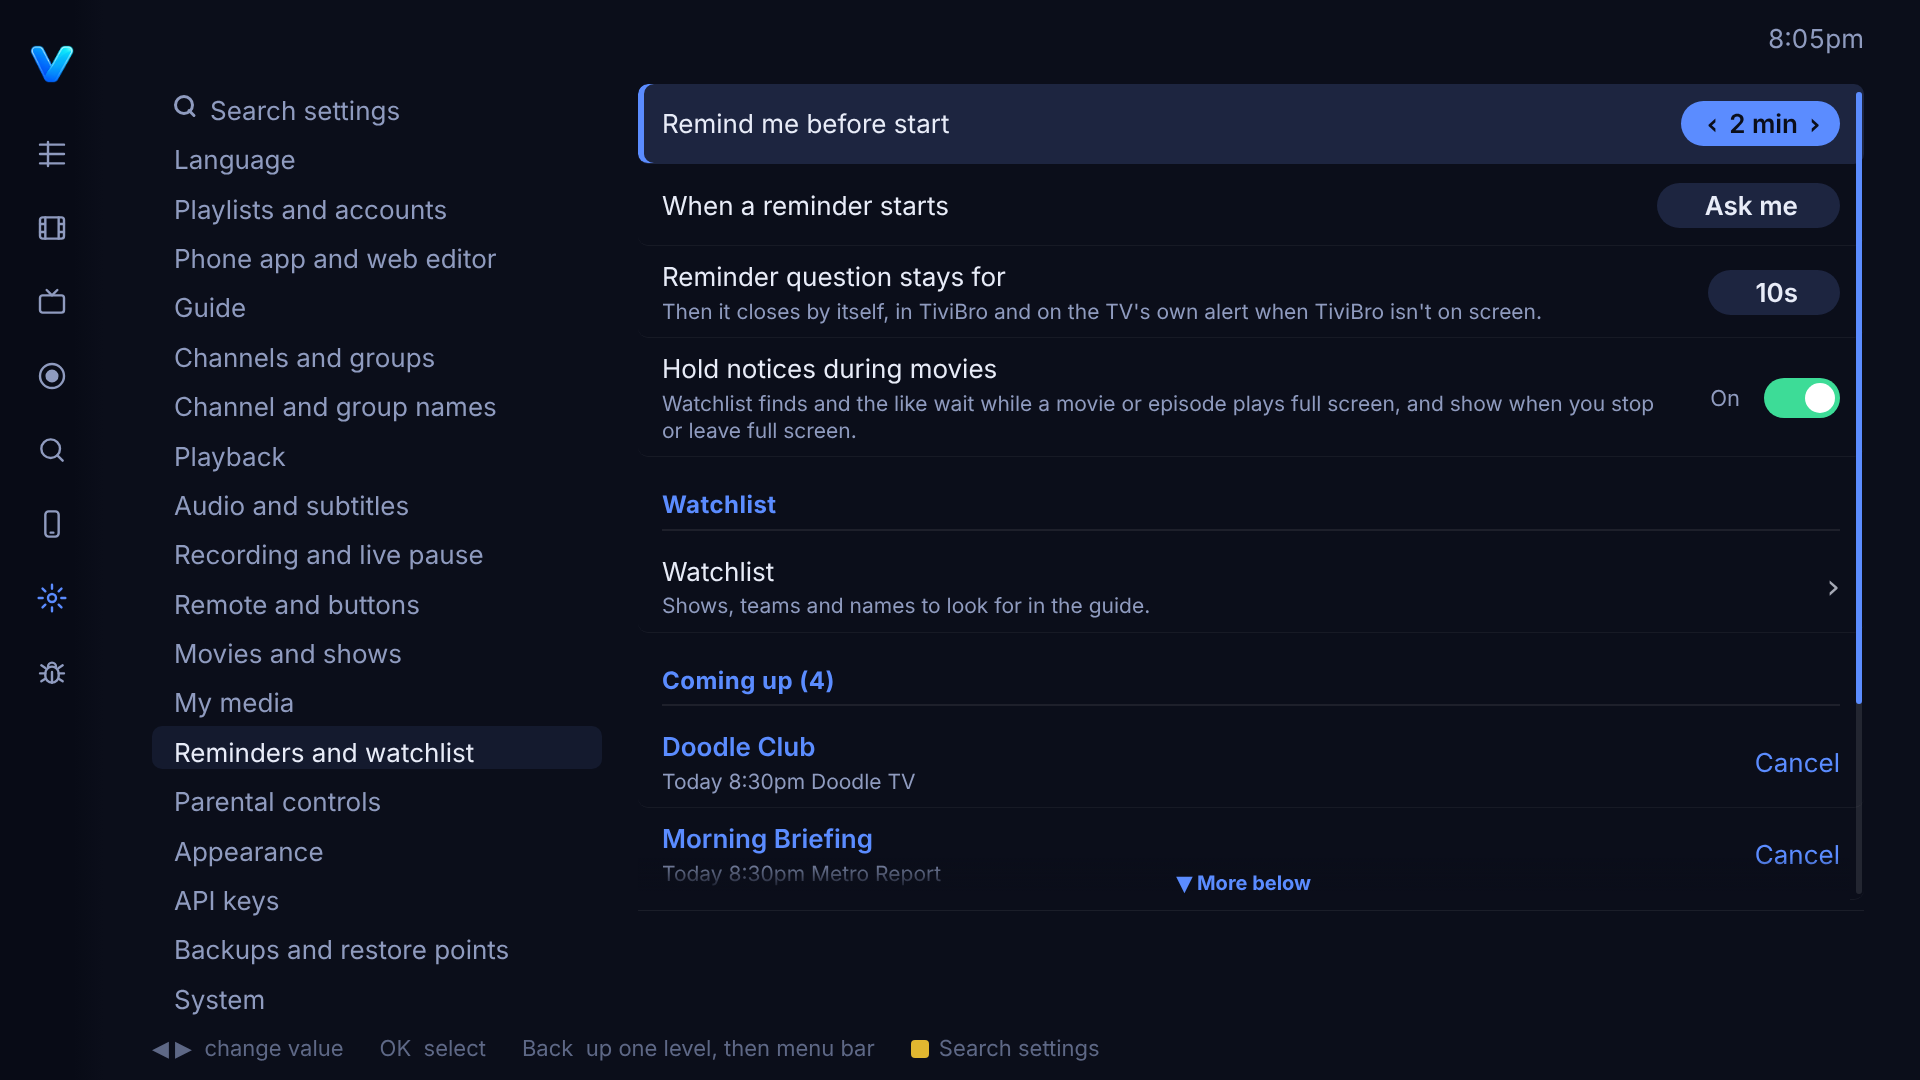 8:05pm
Search settings
Language
Playlists and accounts
Phone app and web editor
Guide
Channels and groups
Channel and group names
Playback
Audio and subtitles
Recording and live pause
Remote and buttons
Movies and shows
My media
Reminders and watchlist
Parental controls
Appearance
API keys
Backups and restore points
System
Remind me before start
‹ 2 min ›
When a reminder starts
Ask me
Reminder question stays for
Then it closes by itself, in TiviBro and on the TV's own alert when TiviBro isn't on screen.
10s
Hold notices during movies
Watchlist finds and the like wait while a movie or episode plays full screen, and show when you stop
or leave full screen.
On
Watchlist
Watchlist
Shows, teams and names to look for in the guide.
Coming up (4)
Doodle Club
Today 8:30pm Doodle TV
Cancel
Morning Briefing
Today 8:30pm Metro Report
Cancel
▼ More below
◀ ▶ change value OK select Back up one level, then menu bar Search settings